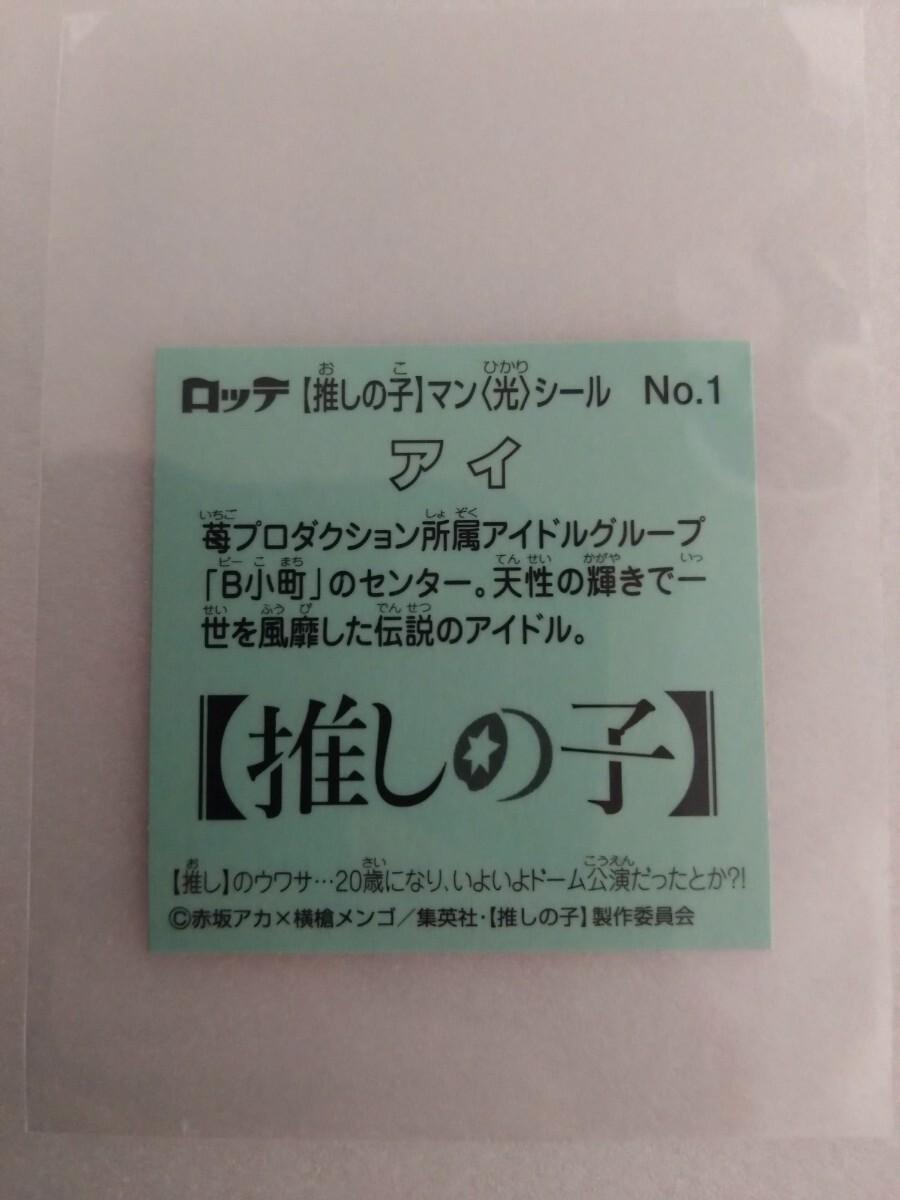 ロッテ 【推しの子】マン〈光〉シール No.1
アイ
苺プロダクション所属アイドルグループ
「B小町」のセンター。天性の輝きで一
世を風靡した伝説のアイドル。
【推しの子】
【推し】のウワサ…20歳になり、いよいよドーム公演だったとか?!
©赤坂アカ×横槍メンゴ/集英社・【推しの子】製作委員会